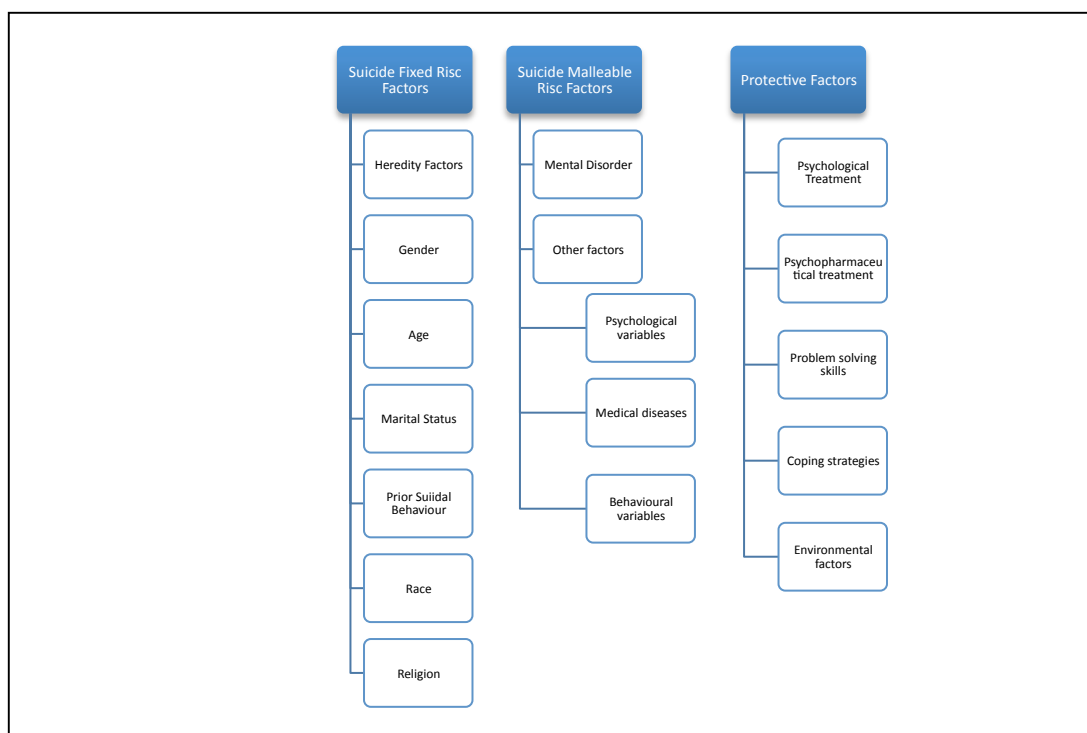 Suicide Fixed Risc
Factors
Heredity Factors
Gender
Age
Marital Status
Prior Suiidal
Behaviour
Race
Religion
Suicide Malleable
Risc Factors
Mental Disorder
Other factors
Psychological
variables
Medical diseases
Behavioural
variables
Protective Factors
Psychological
Treatment
Psychopharmaceu
tical treatment
Problem solving
skills
Coping strategies
Environmental
factors